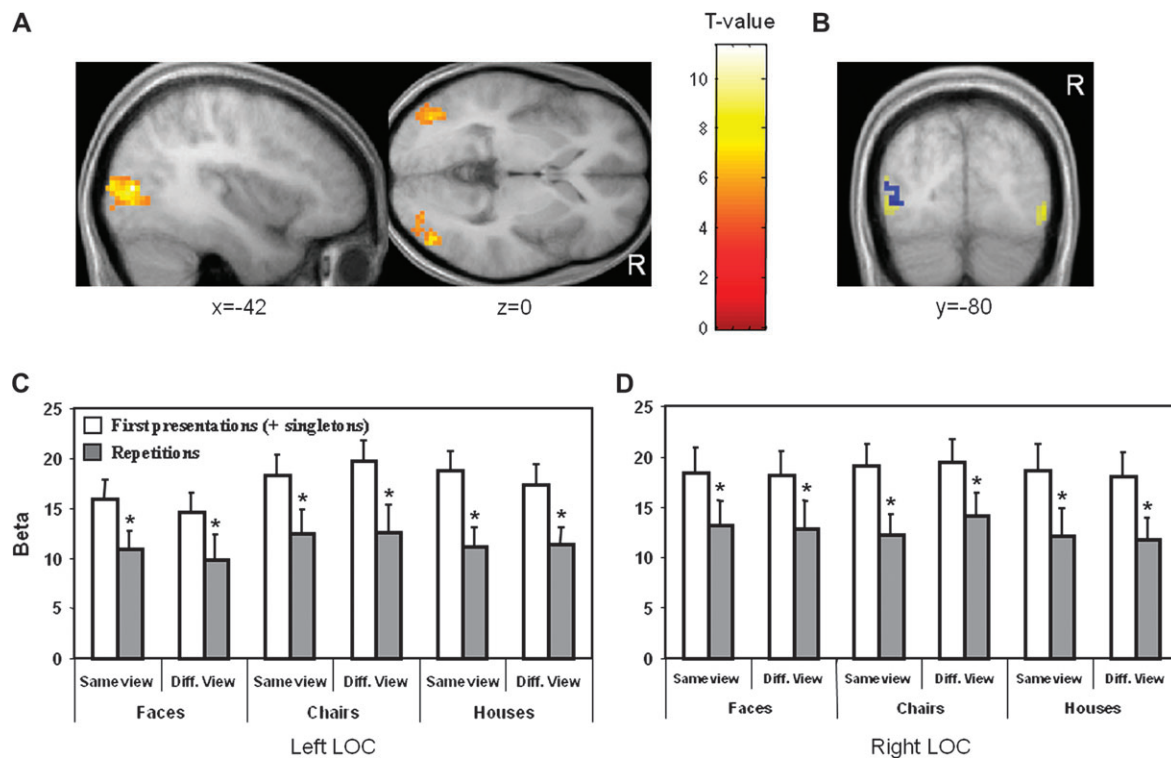 A
T-value
B
10
8
6
4
2
0
R
R
x=-42
z=0
y=-80
C
25
20
15
10
5
0
Beta
First presentations (+ singletons)
Repetitions
*
*
*
*
*
*
Same view
Diff. View
Same view
Diff. View
Same view
Diff. View
Faces
Chairs
Houses
Left LOC
D
25
20
15
10
5
0
*
*
*
*
*
*
Same view
Diff. View
Same view
Diff. View
Same view
Diff. View
Faces
Chairs
Houses
Right LOC